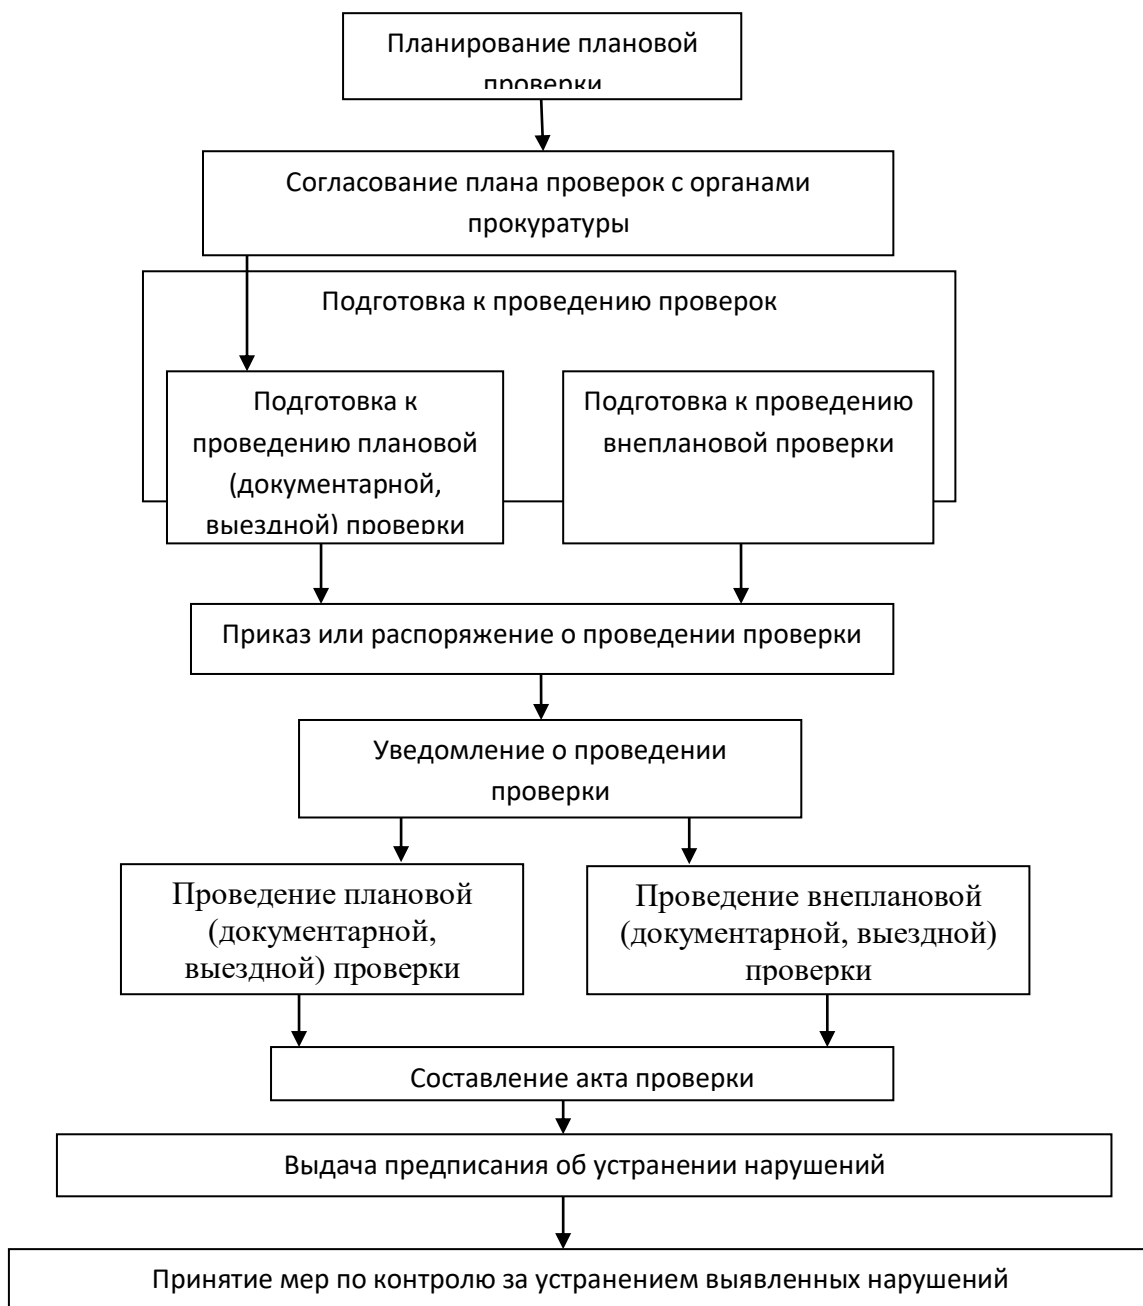 Планирование плановой
проверки
Согласование плана проверок с органами
прокуратуры
Подготовка к проведению проверок
Подготовка к
проведению плановой
(документарной,
выездной) проверки
Подготовка к проведению
внеплановой проверки
Приказ или распоряжение о проведении проверки
Уведомление о проведении
проверки
Проведение плановой
(документарной,
выездной) проверки
Проведение внеплановой
(документарной, выездной)
проверки
Составление акта проверки
Выдача предписания об устранении нарушений
Принятие мер по контролю за устранением выявленных нарушений